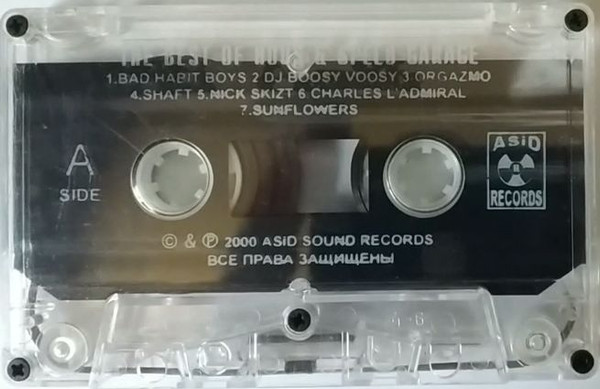 THE BEST OF HOUSE & SPEED GARAGE
1.BAD HABIT BOYS 2 DJ BOOSY VOOSY 3 ORGAZMO
4.SHAFT 5.NICK SKIZT 6 CHARLES L'ADMIRAL
7.SUNFLOWERS
A
SIDE
ASiD
RECORDS
© & ℗ 2000 ASiD SOUND RECORDS
ВСЕ ПРАВА ЗАЩИЩЕНЫ